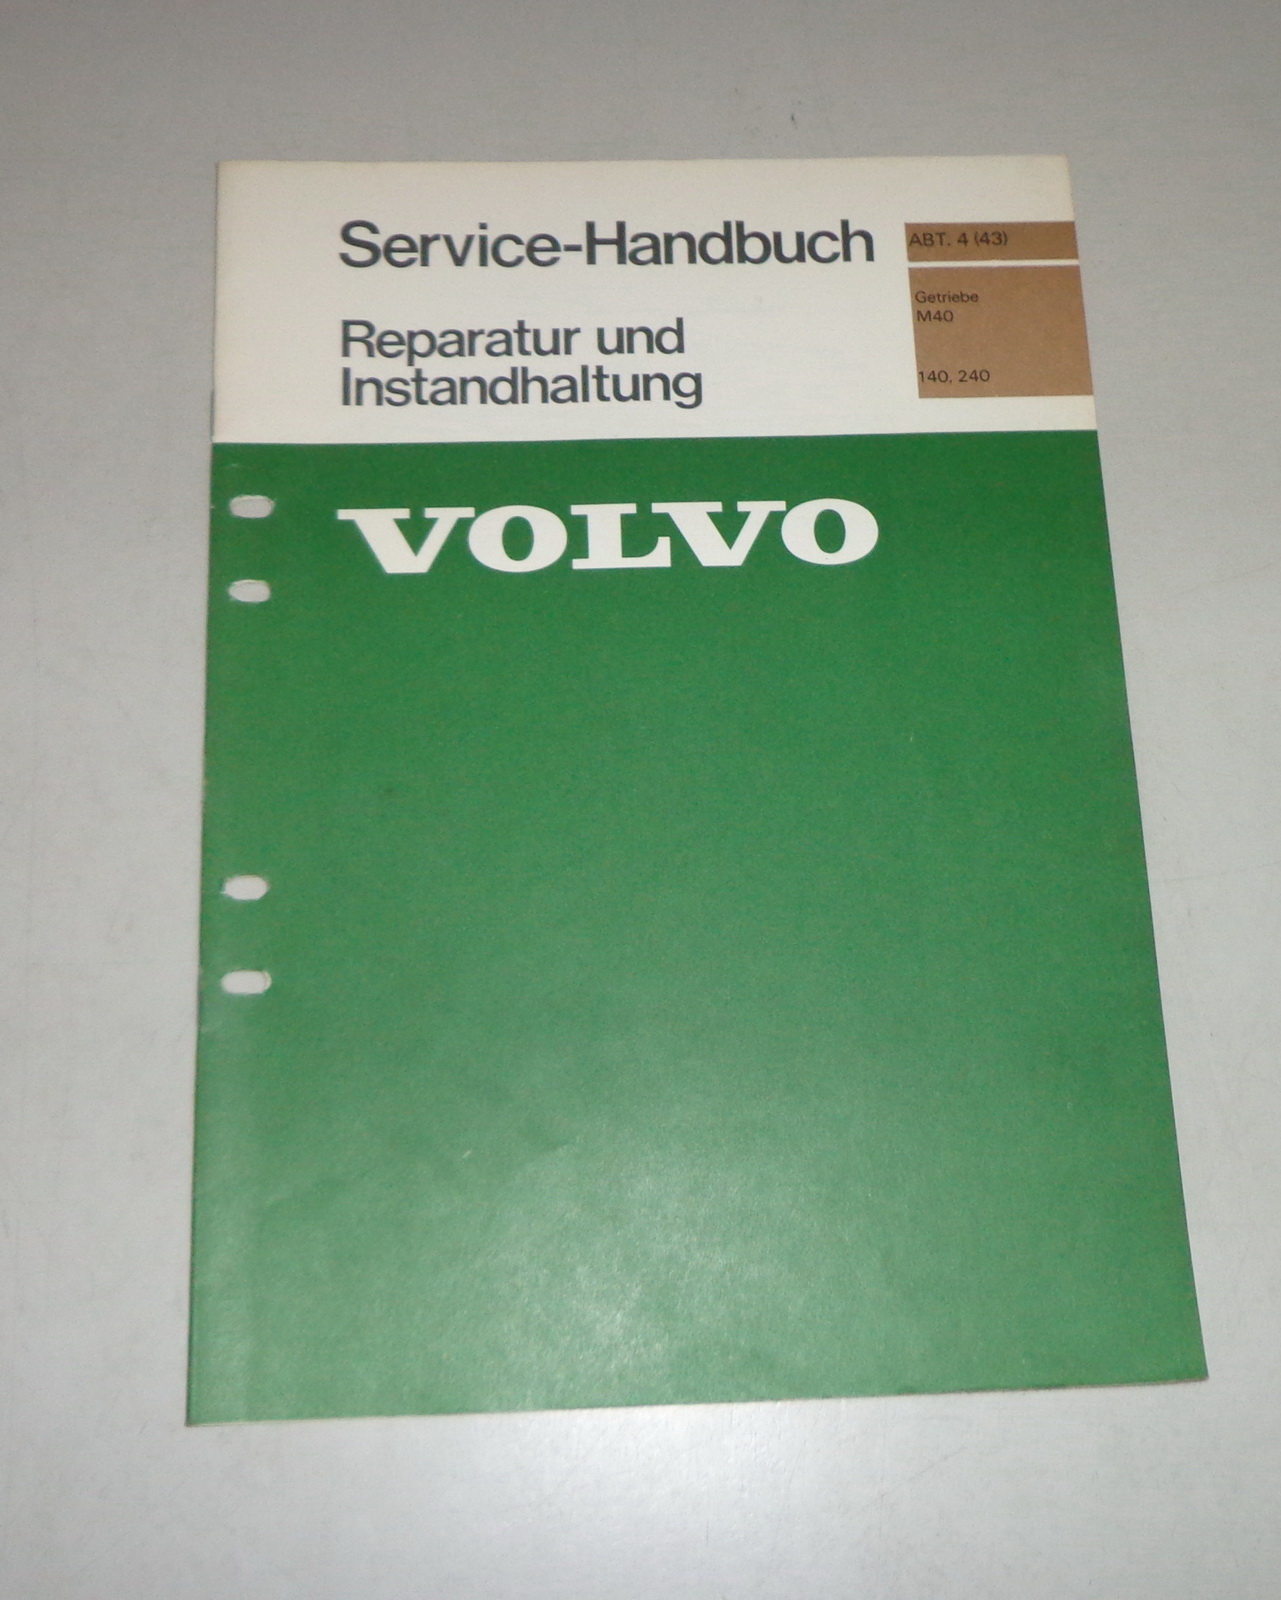 Service-Handbuch
Reparatur und
Instandhaltung
ABT. 4 (43)
Getriebe
M40
140, 240
VOLVO